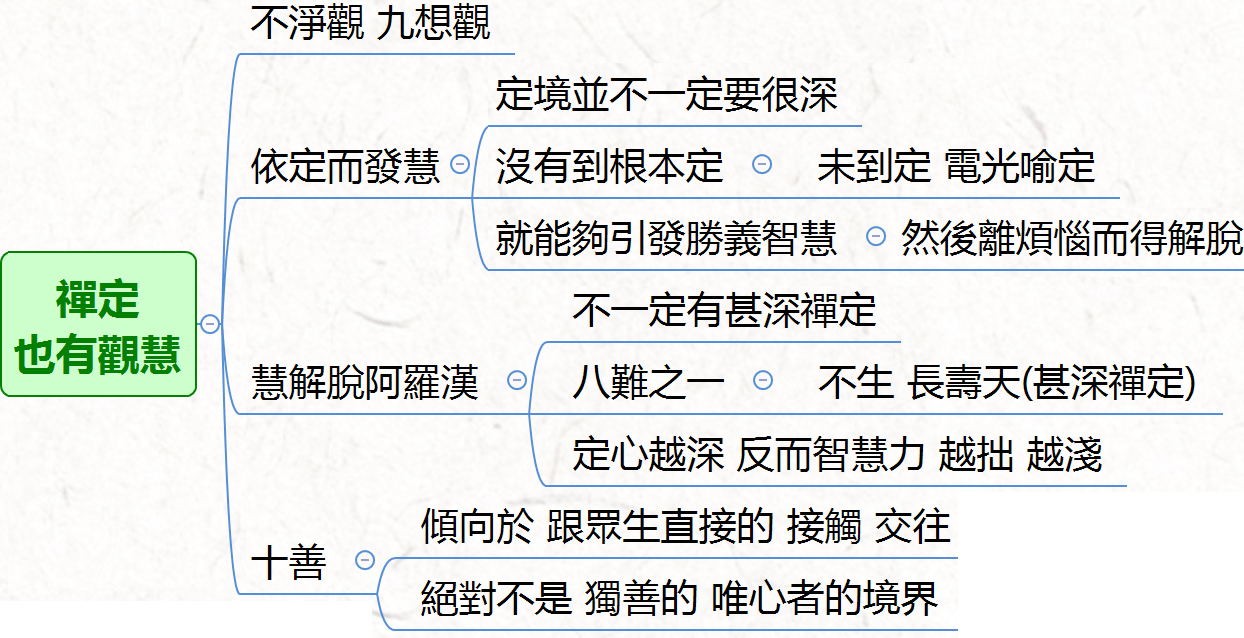 禪定
也有觀慧
不淨觀 九想觀
依定而發慧
定境並不一定要很深
沒有到根本定
未到定 電光喻定
就能夠引發勝義智慧
然後離煩惱而得解脫
慧解脫阿羅漢
不一定有甚深禪定
八難之一
不生 長壽天(甚深禪定)
定心越深 反而智慧力 越拙 越淺
十善
傾向於 跟眾生直接的 接觸 交往
絕對不是 獨善的 唯心者的境界